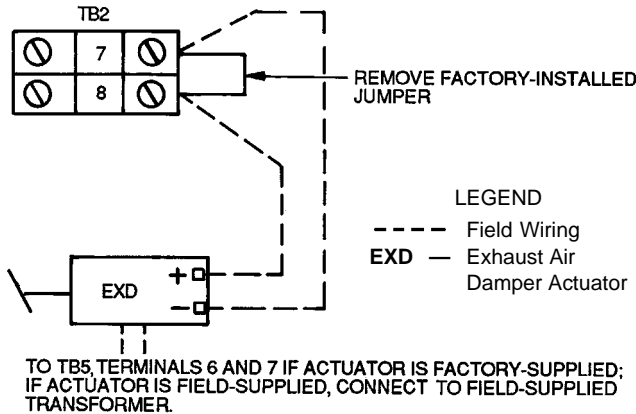 TB2
7
8
REMOVE FACTORY-INSTALLED
JUMPER
LEGEND
Field Wiring
EXD — Exhaust Air
Damper Actuator
EXD
+
−
TO TB5, TERMINALS 6 AND 7 IF ACTUATOR IS FACTORY-SUPPLIED;
IF ACTUATOR IS FIELD-SUPPLIED, CONNECT TO FIELD-SUPPLIED
TRANSFORMER.